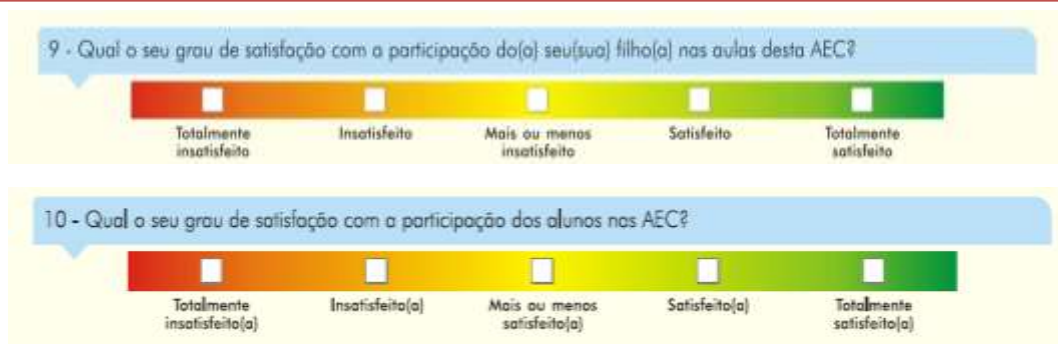 9 - Qual o seu grau de satisfação com a participação do(a) seu(sua) filho(a) nas aulas desta AEC?
Totalmente Insatisfeito Mais ou menos Satisfeito Totalmente
insatisfeito insatisfeito satisfeito
10 - Qual o seu grau de satisfação com a participação dos alunos nas AEC?
Totalmente Insatisfeito(a) Mais ou menos Satisfeito(a) Totalmente
insatisfeito(a) satisfeito(a) satisfeito(a)